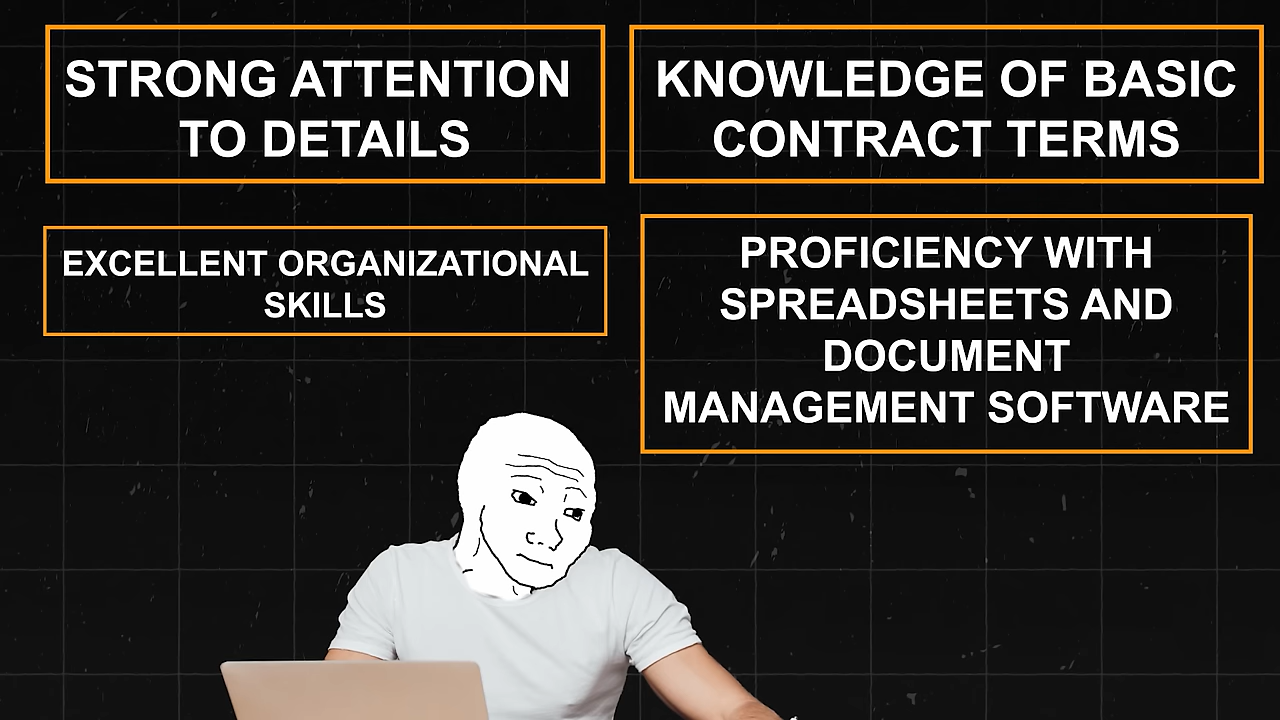 STRONG ATTENTION
TO DETAILS
KNOWLEDGE OF BASIC
CONTRACT TERMS
EXCELLENT ORGANIZATIONAL
SKILLS
PROFICIENCY WITH
SPREADSHEETS AND
DOCUMENT
MANAGEMENT SOFTWARE